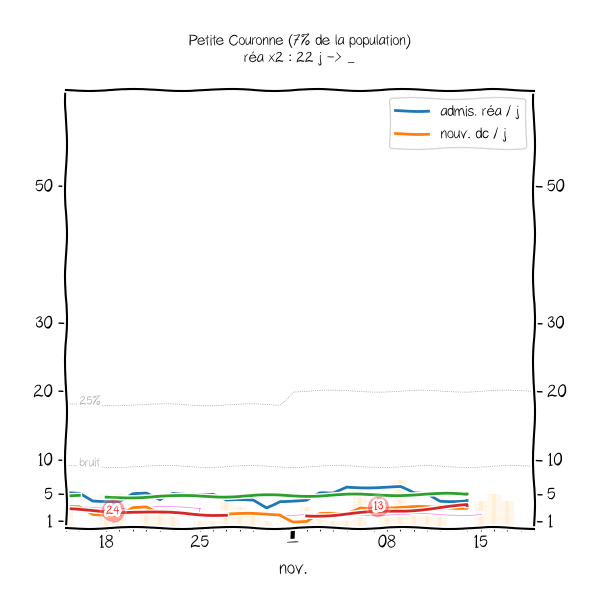 Petite Couronne (7% de la population)
réa x2 : 22 j -> _
admis. réa / j
nouv. dc / j
50 50
30 30
20 20
25%
10 10
bruit
5 5
24 13
1 1
18 25 1 08 15
nov.